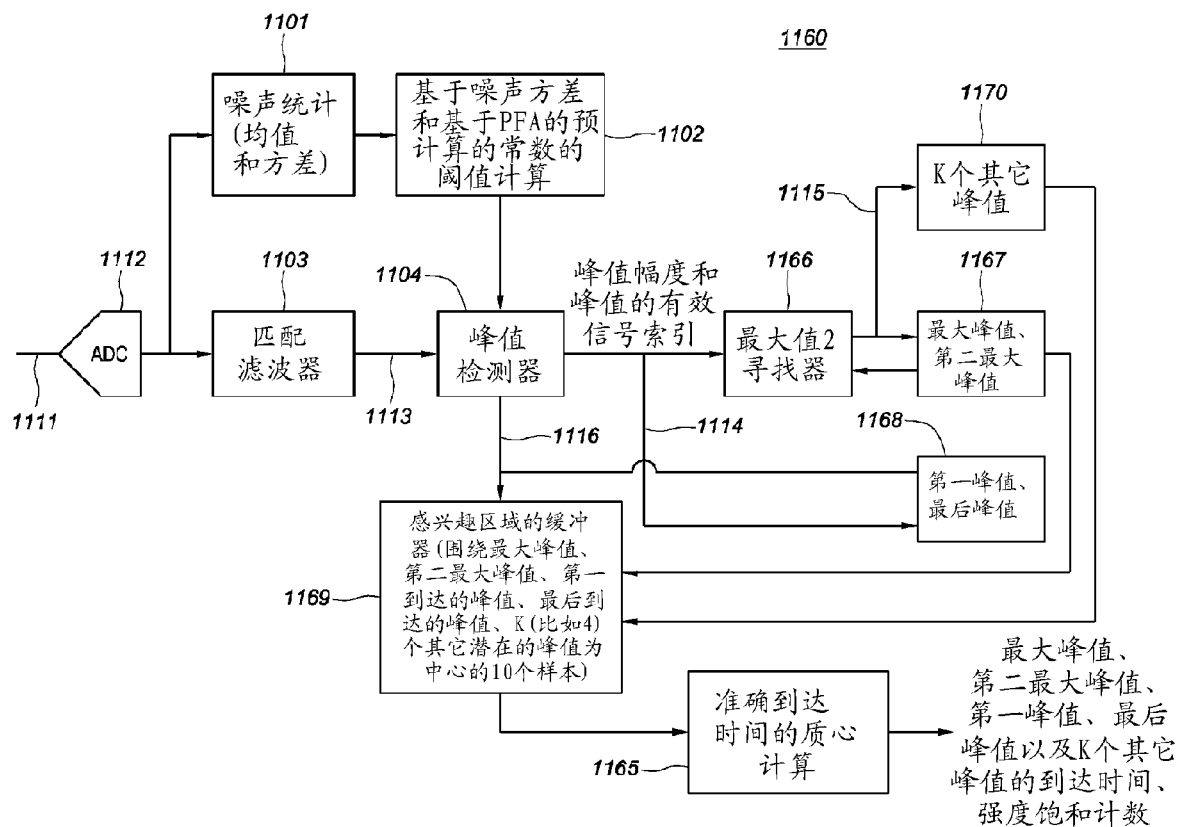 1160
1101
噪声统计
(均值
和方差)
基于噪声方差
和基于PFA的预
计算的常数的
阈值计算
1102
1170
K个其它
峰值
1115
1112
ADC
1111
1103
匹配
滤波器
1113
1104
峰值
检测器
峰值幅度和
峰值的有效
信号索引
1166
最大值2
寻找器
1167
最大峰值、
第二最大
峰值
1116
1114
1168
第一峰值、
最后峰值
1169
感兴趣区域的缓冲
器(围绕最大峰值、
第二最大峰值、第一
到达的峰值、最后到
达的峰值、K(比如4)
个其它潜在的峰值为
中心的10个样本)
准确到达
时间的质心
计算
1165
最大峰值、
第二最大峰值、
第一峰值、最后
峰值以及K个其它
峰值的到达时间、
强度饱和计数